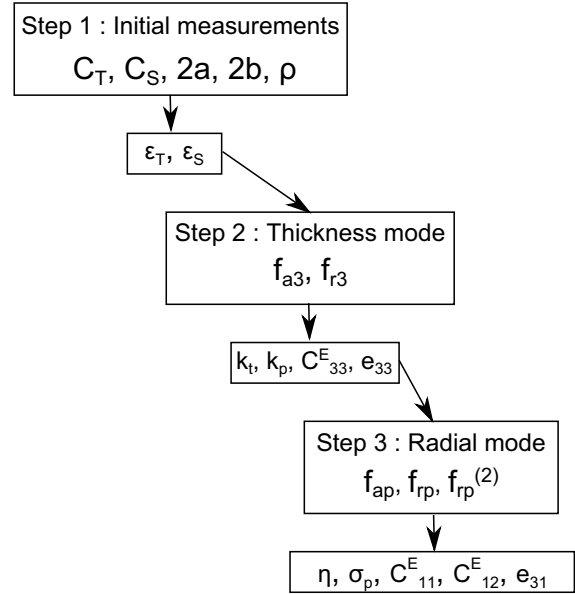 Step 1 : Initial measurements
C_T, C_S, 2a, 2b, ρ
ε_T, ε_S
Step 2 : Thickness mode
f_a3, f_r3
k_t, k_p, C^E_33, e_33
Step 3 : Radial mode
f_ap, f_rp, f_rp^(2)
η, σ_p, C^E_11, C^E_12, e_31